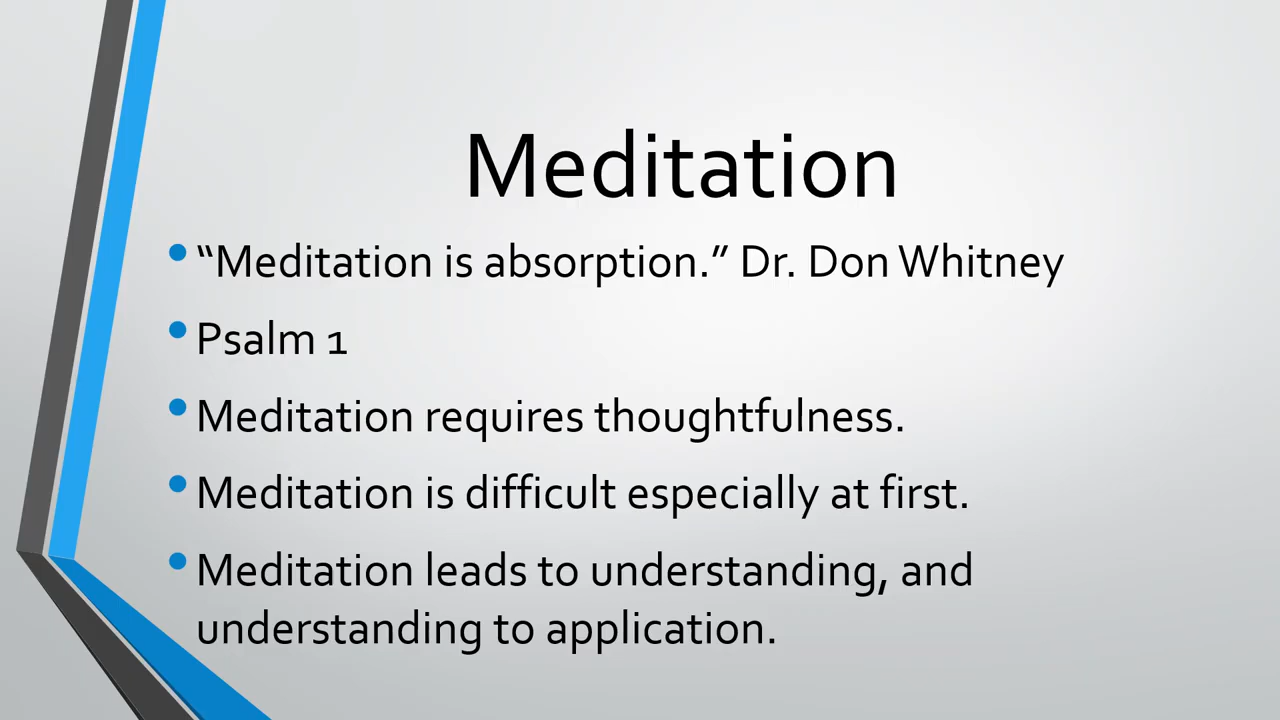 Meditation
• “Meditation is absorption.” Dr. Don Whitney
• Psalm 1
• Meditation requires thoughtfulness.
• Meditation is difficult especially at first.
• Meditation leads to understanding, and
understanding to application.